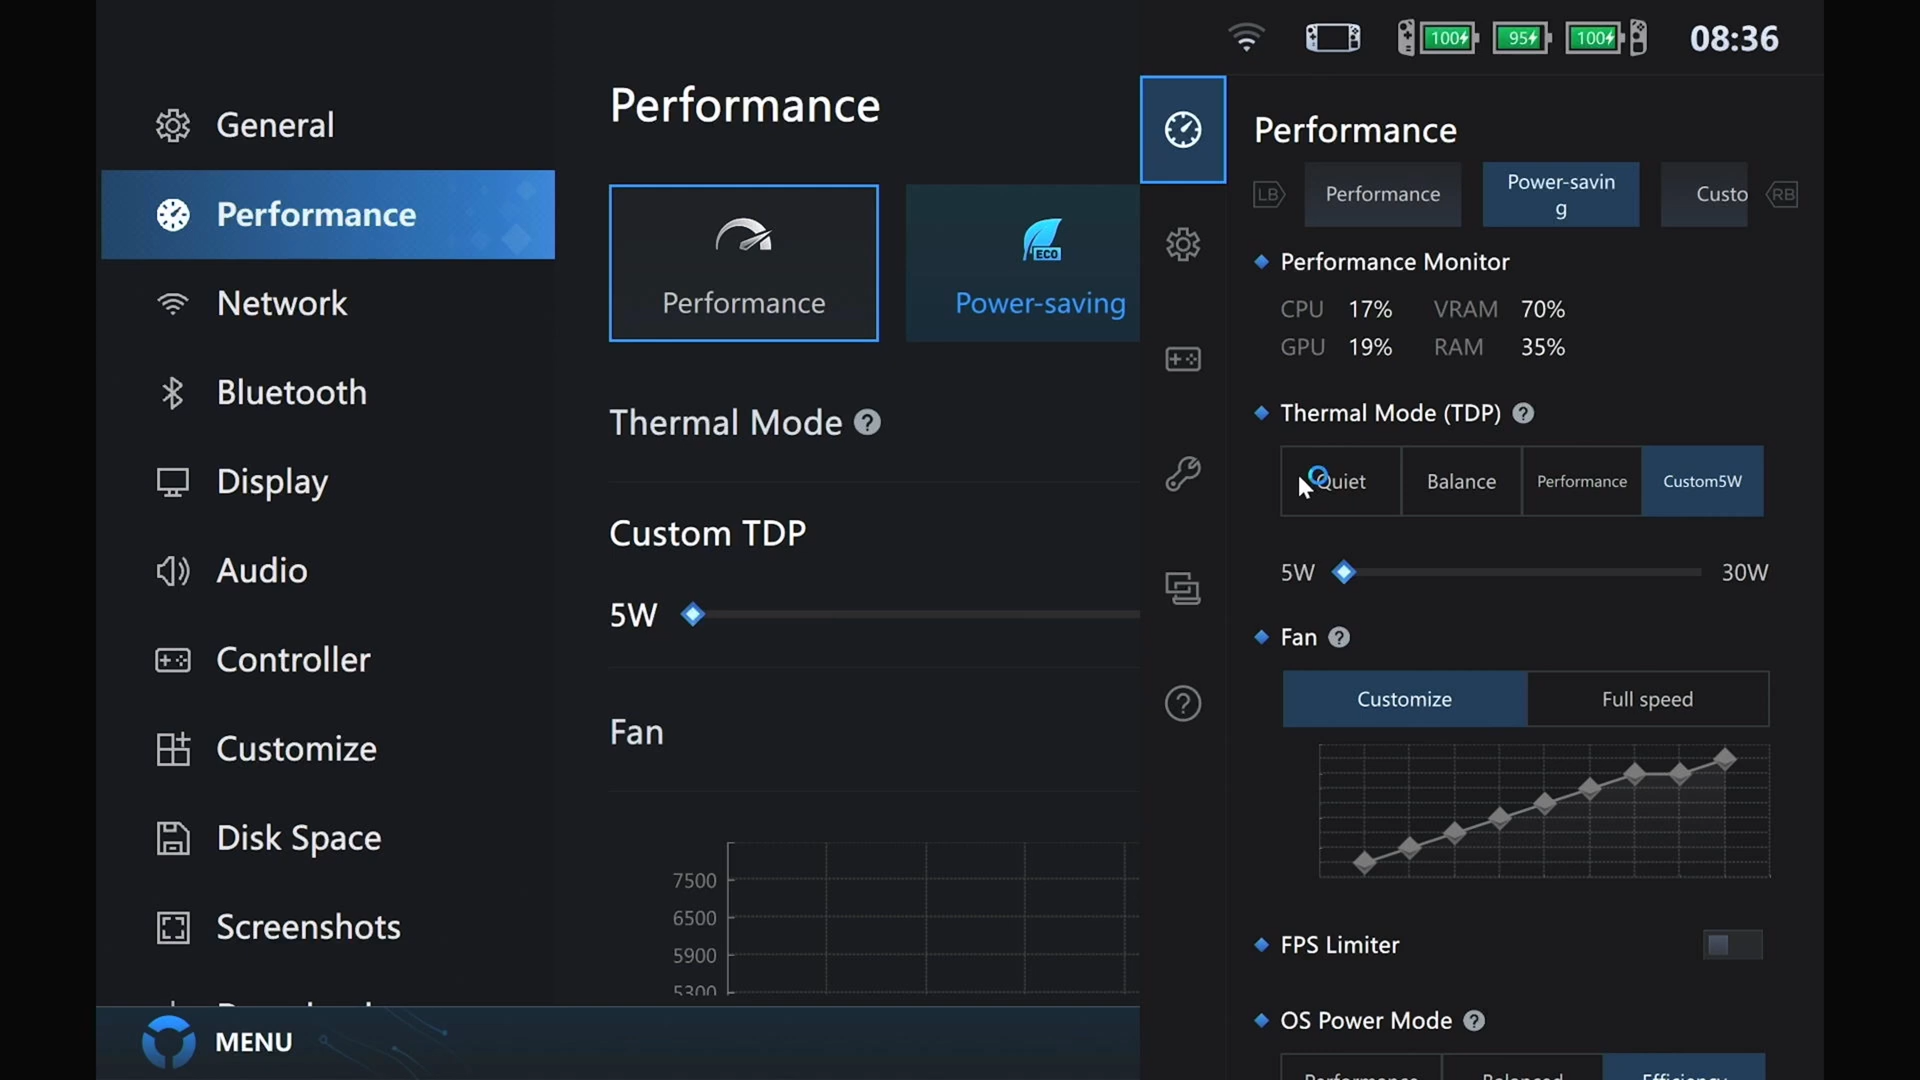 General
Performance
Network
Bluetooth
Display
Audio
Controller
Customize
Disk Space
Screenshots
MENU
Performance
Performance
ECO
Power-saving
Thermal Mode ?
Custom TDP
5W
Fan
7500
6500
5900
5300
100 95 100 08:36
Performance
LB Performance Power-savin
g Custo RB
Performance Monitor
CPU 17% VRAM 70%
GPU 19% RAM 35%
Thermal Mode (TDP) ?
Quiet Balance Performance Custom5W
5W 30W
Fan ?
Customize Full speed
FPS Limiter
OS Power Mode ?
Performance Balanced Efficiency
?